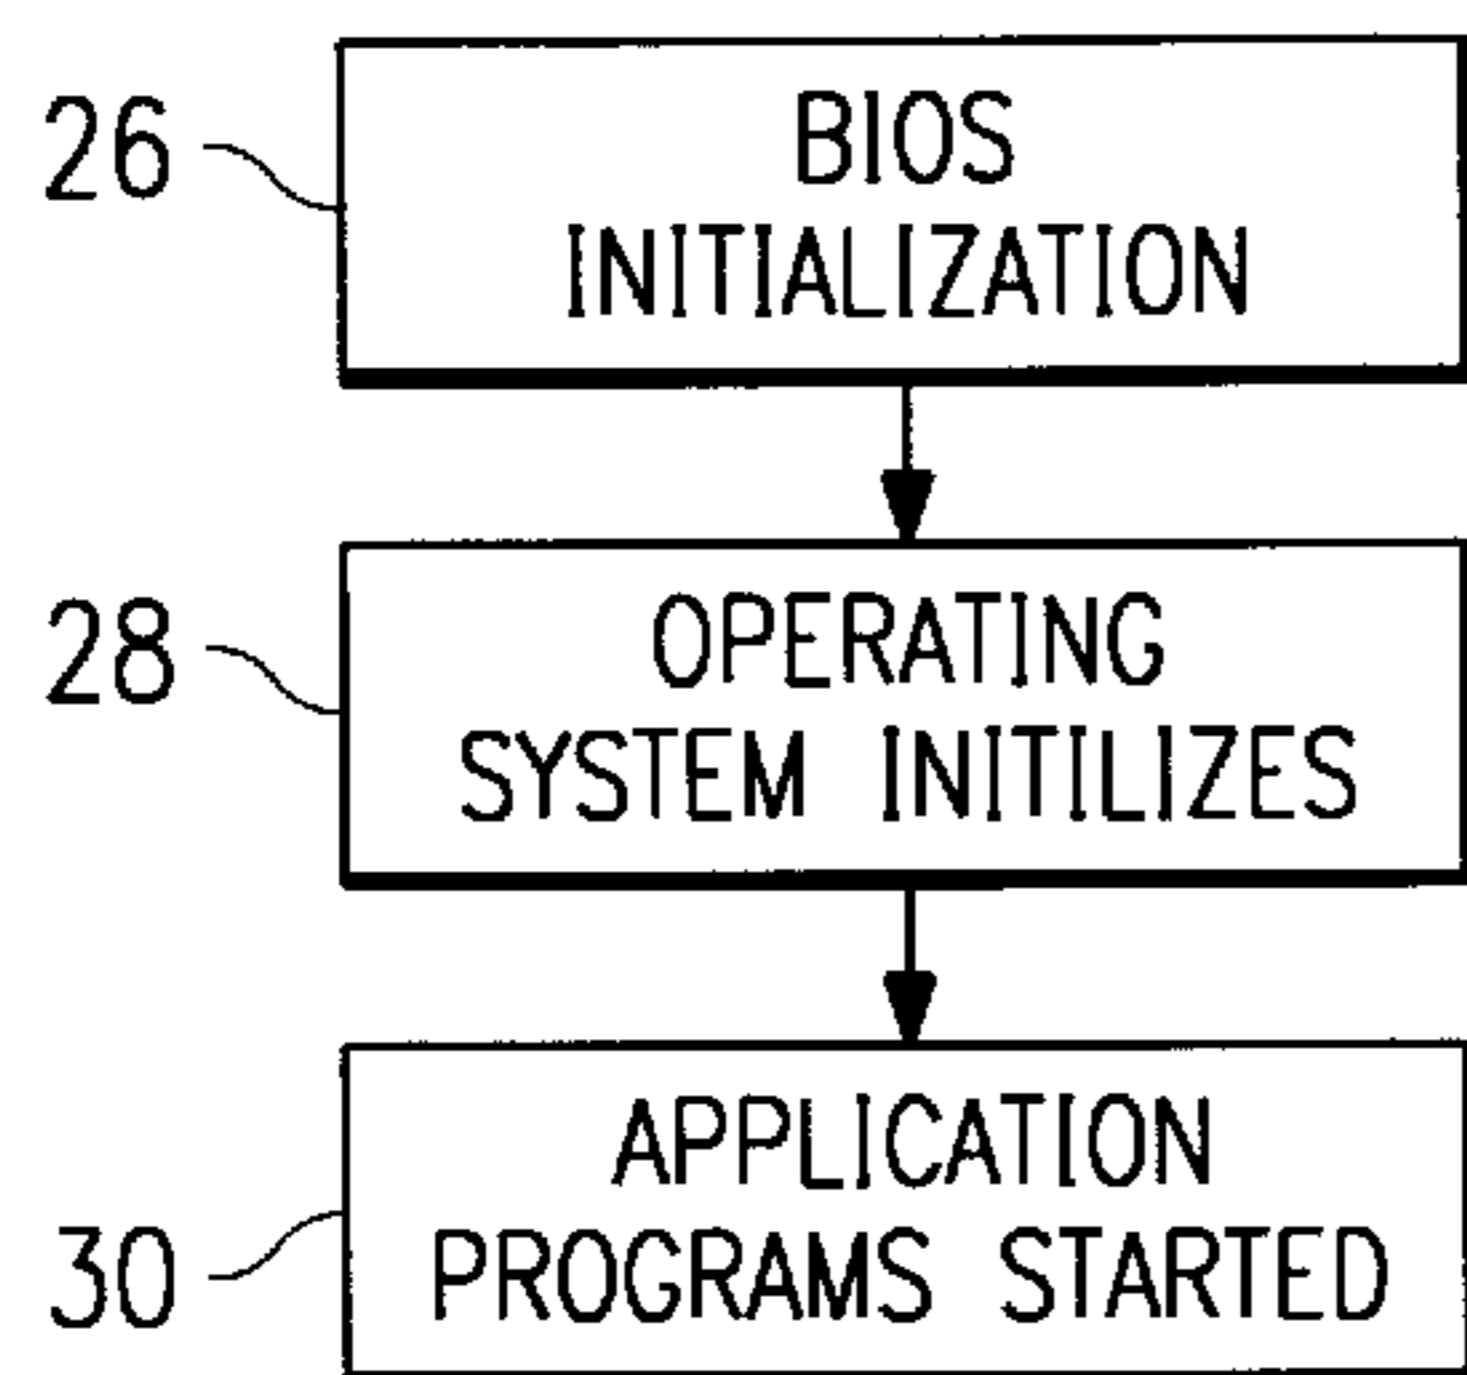 26
BIOS
INITIALIZATION
28
OPERATING
SYSTEM INITILIZES
30
APPLICATION
PROGRAMS STARTED